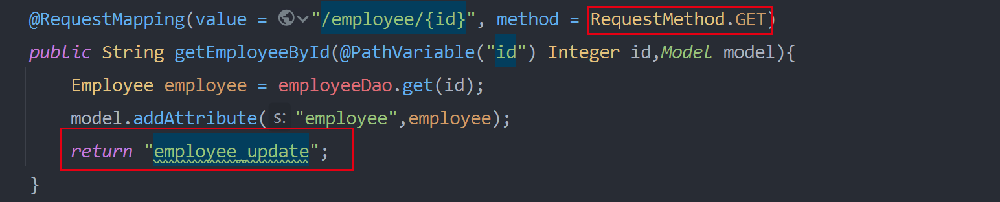 @RequestMapping(value = "/employee/{id}", method = RequestMethod.GET)
public String getEmployeeById(@PathVariable("id") Integer id,Model model){
Employee employee = employeeDao.get(id);
model.addAttribute( s: "employee",employee);
return "employee_update";
}